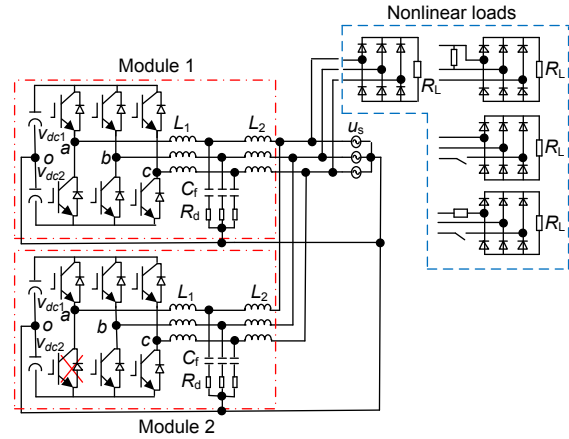 Nonlinear loads
Module 1
R_L
R_L
v_dc1
a
o
b
v_dc2
c
L_1
L_2
u_s
C_f
R_d
R_L
R_L
v_dc1
a
o
b
v_dc2
c
L_1
L_2
C_f
R_d
Module 2